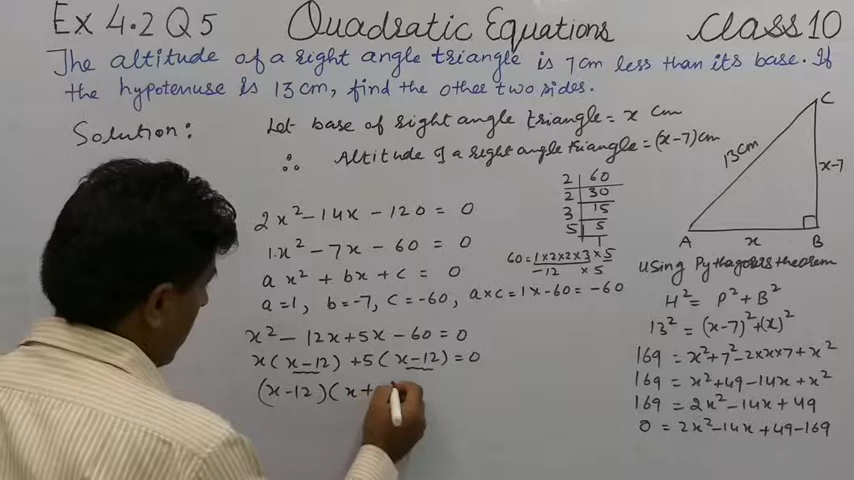 Ex 4.2 Q5 Quadratic Equations Class 10
The altitude of a right angle triangle is 7cm less than its base. If
the hypotenuse is 13cm, find the other two sides.
Solution: Let base of right angle triangle = x cm
∴ Altitude of a right angle triangle = (x-7)cm
2x² - 14x - 120 = 0
1·x² - 7x - 60 = 0
ax² + bx + c = 0
a=1, b=-7, c=-60, a×c = 1×-60 = -60
x² - 12x + 5x - 60 = 0
x(x-12) + 5(x-12) = 0
(x-12)(x+
2 | 60
2 | 30
3 | 15
5 | 5
1
60 = 1×2×2×3×5
-12 × 5
C
13cm
x-7
A x B
using Pythagoras theorem
H² = P² + B²
13² = (x-7)² + (x)²
169 = x² + 7² - 2×x×7 + x²
169 = x² + 49 - 14x + x²
169 = 2x² - 14x + 49
0 = 2x² - 14x + 49 - 169